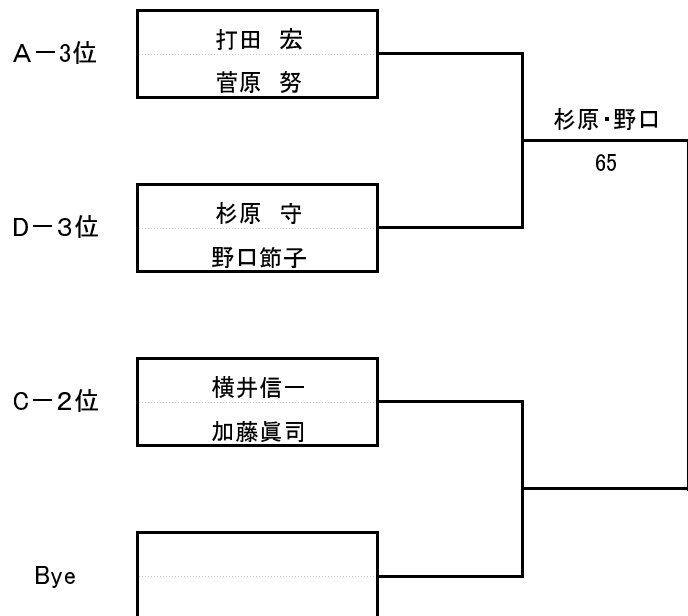 打田　宏
A－3位
菅原　努
杉原・野口
65
杉原　守
D－3位
野口節子
横井信一
C－2位
加藤眞司
Bye